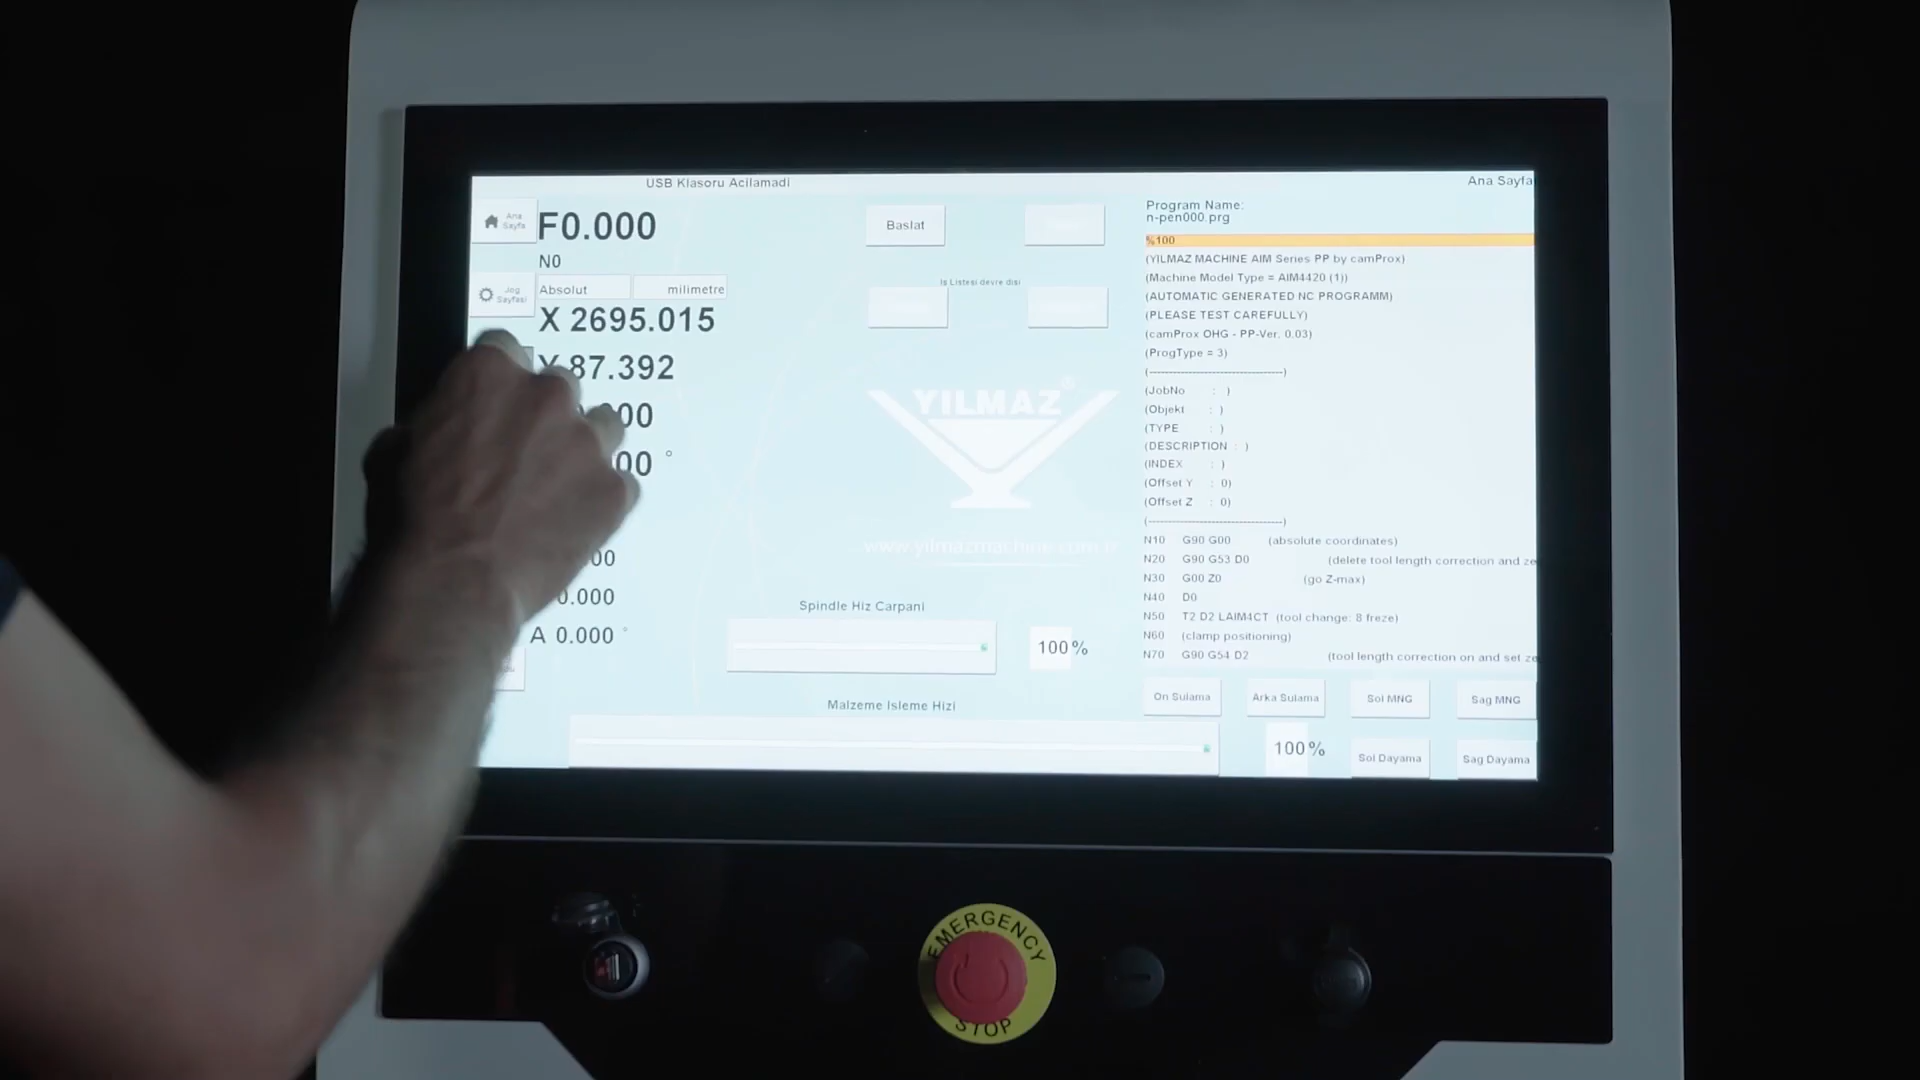 USB Klasoru Acilamadi
Ana Sayfa
Ana Sayfa
F0.000
N0
Jog Sayfasi
Absolut
milimetre
X 2695.015
Y 87.392
00 °
0.000
A 0.000 °
Baslat
Is Listesi devre disi
YILMAZ®
www.yilmazmachine.com.tr
Spindle Hiz Carpani
100 %
Malzeme Isleme Hizi
100 %
Program Name:
n-pen000.prg
%100
(YILMAZ MACHINE AIM Series PP by camProx)
(Machine Model Type = AIM4420 (1))
(AUTOMATIC GENERATED NC PROGRAMM)
(PLEASE TEST CAREFULLY)
(camProx OHG - PP-Ver. 0.03)
(ProgType = 3)
(----------------------------------)
(JobNo : )
(Objekt : )
(TYPE : )
(DESCRIPTION : )
(INDEX : )
(Offset Y : 0)
(Offset Z : 0)
(----------------------------------)
N10 G90 G00 (absolute coordinates)
N20 G90 G53 D0 (delete tool length correction and ze
N30 G00 Z0 (go Z-max)
N40 D0
N50 T2 D2 LAIM4CT (tool change: 8 freze)
N60 (clamp positioning)
N70 G90 G54 D2 (tool length correction on and set ze
On Sulama
Arka Sulama
Sol MNG
Sag MNG
Sol Dayama
Sag Dayama
EMERGENCY
STOP